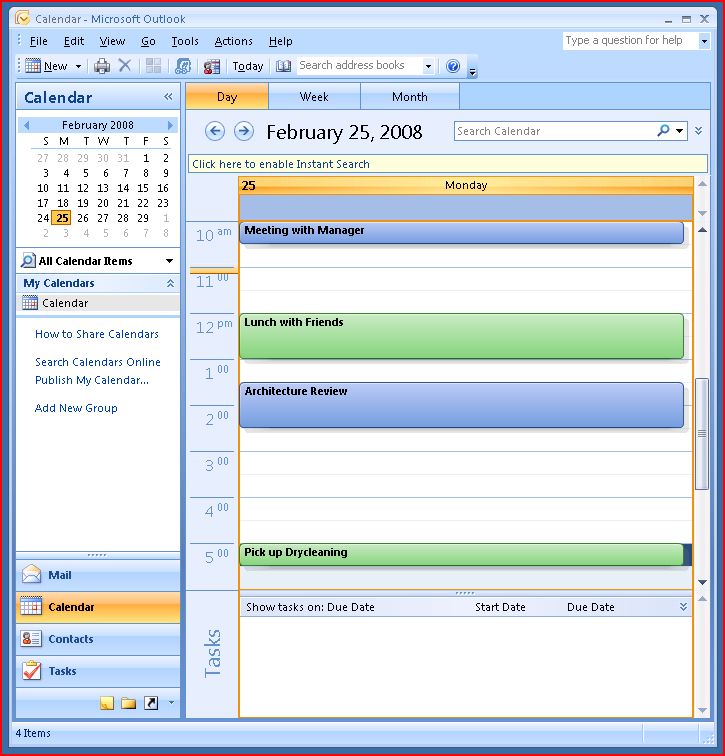 Calendar - Microsoft Outlook
File Edit View Go Tools Actions Help Type a question for help
New Today Search address books
Calendar «
February 2008
S M T W T F S
27 28 29 30 31 1 2
3 4 5 6 7 8 9
10 11 12 13 14 15 16
17 18 19 20 21 22 23
24 25 26 27 28 29 1
2 3 4 5 6 7 8
All Calendar Items
My Calendars
Calendar
How to Share Calendars
Search Calendars Online
Publish My Calendar...
Add New Group
Mail
Calendar
Contacts
Tasks
Day Week Month
February 25, 2008 Search Calendar
Click here to enable Instant Search
25 Monday
10 am Meeting with Manager
11 00
12 pm Lunch with Friends
1 00
Architecture Review
2 00
3 00
4 00
5 00 Pick up Drycleaning
Tasks
Show tasks on: Due Date Start Date Due Date
4 Items